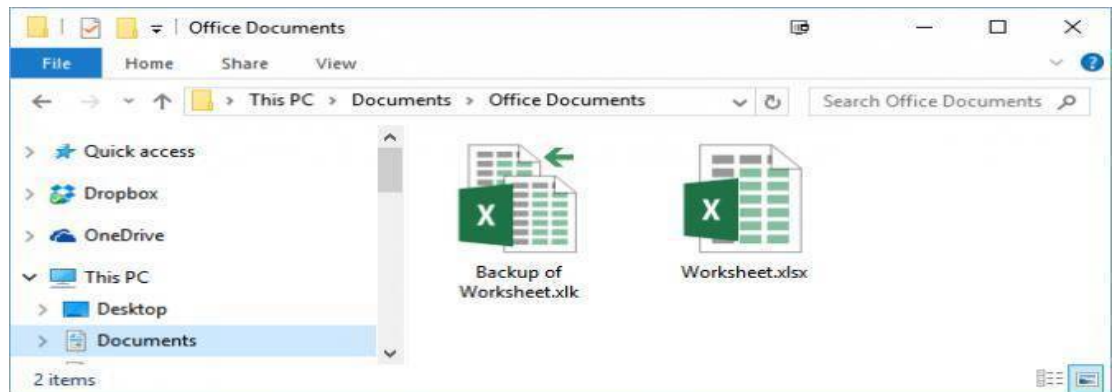 Office Documents
File Home Share View
This PC > Documents > Office Documents
Search Office Documents
Quick access
Dropbox
OneDrive
This PC
Desktop
Documents
Backup of
Worksheet.xlk
Worksheet.xlsx
2 items